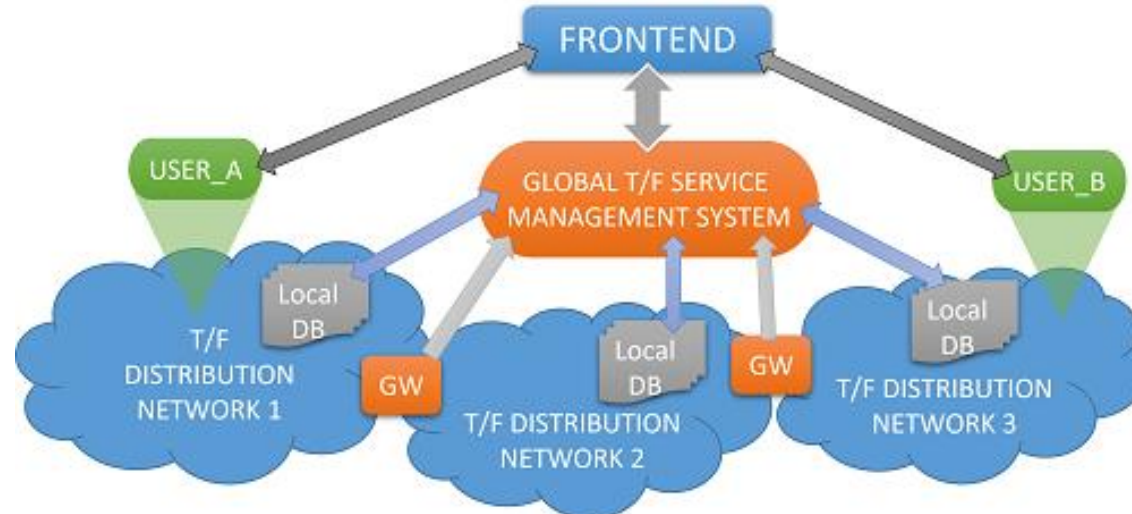 FRONTEND
USER_A
GLOBAL T/F SERVICE
MANAGEMENT SYSTEM
USER_B
Local
DB
T/F
DISTRIBUTION
NETWORK 1
GW
Local
DB
T/F DISTRIBUTION
NETWORK 2
GW
Local
DB
T/F DISTRIBUTION
NETWORK 3